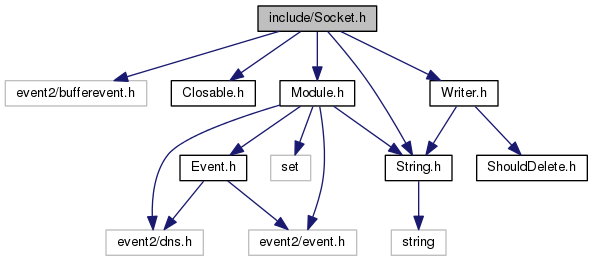 include/Socket.h
event2/bufferevent.h
Closable.h
Module.h
Writer.h
Event.h
set
String.h
ShouldDelete.h
event2/dns.h
event2/event.h
string